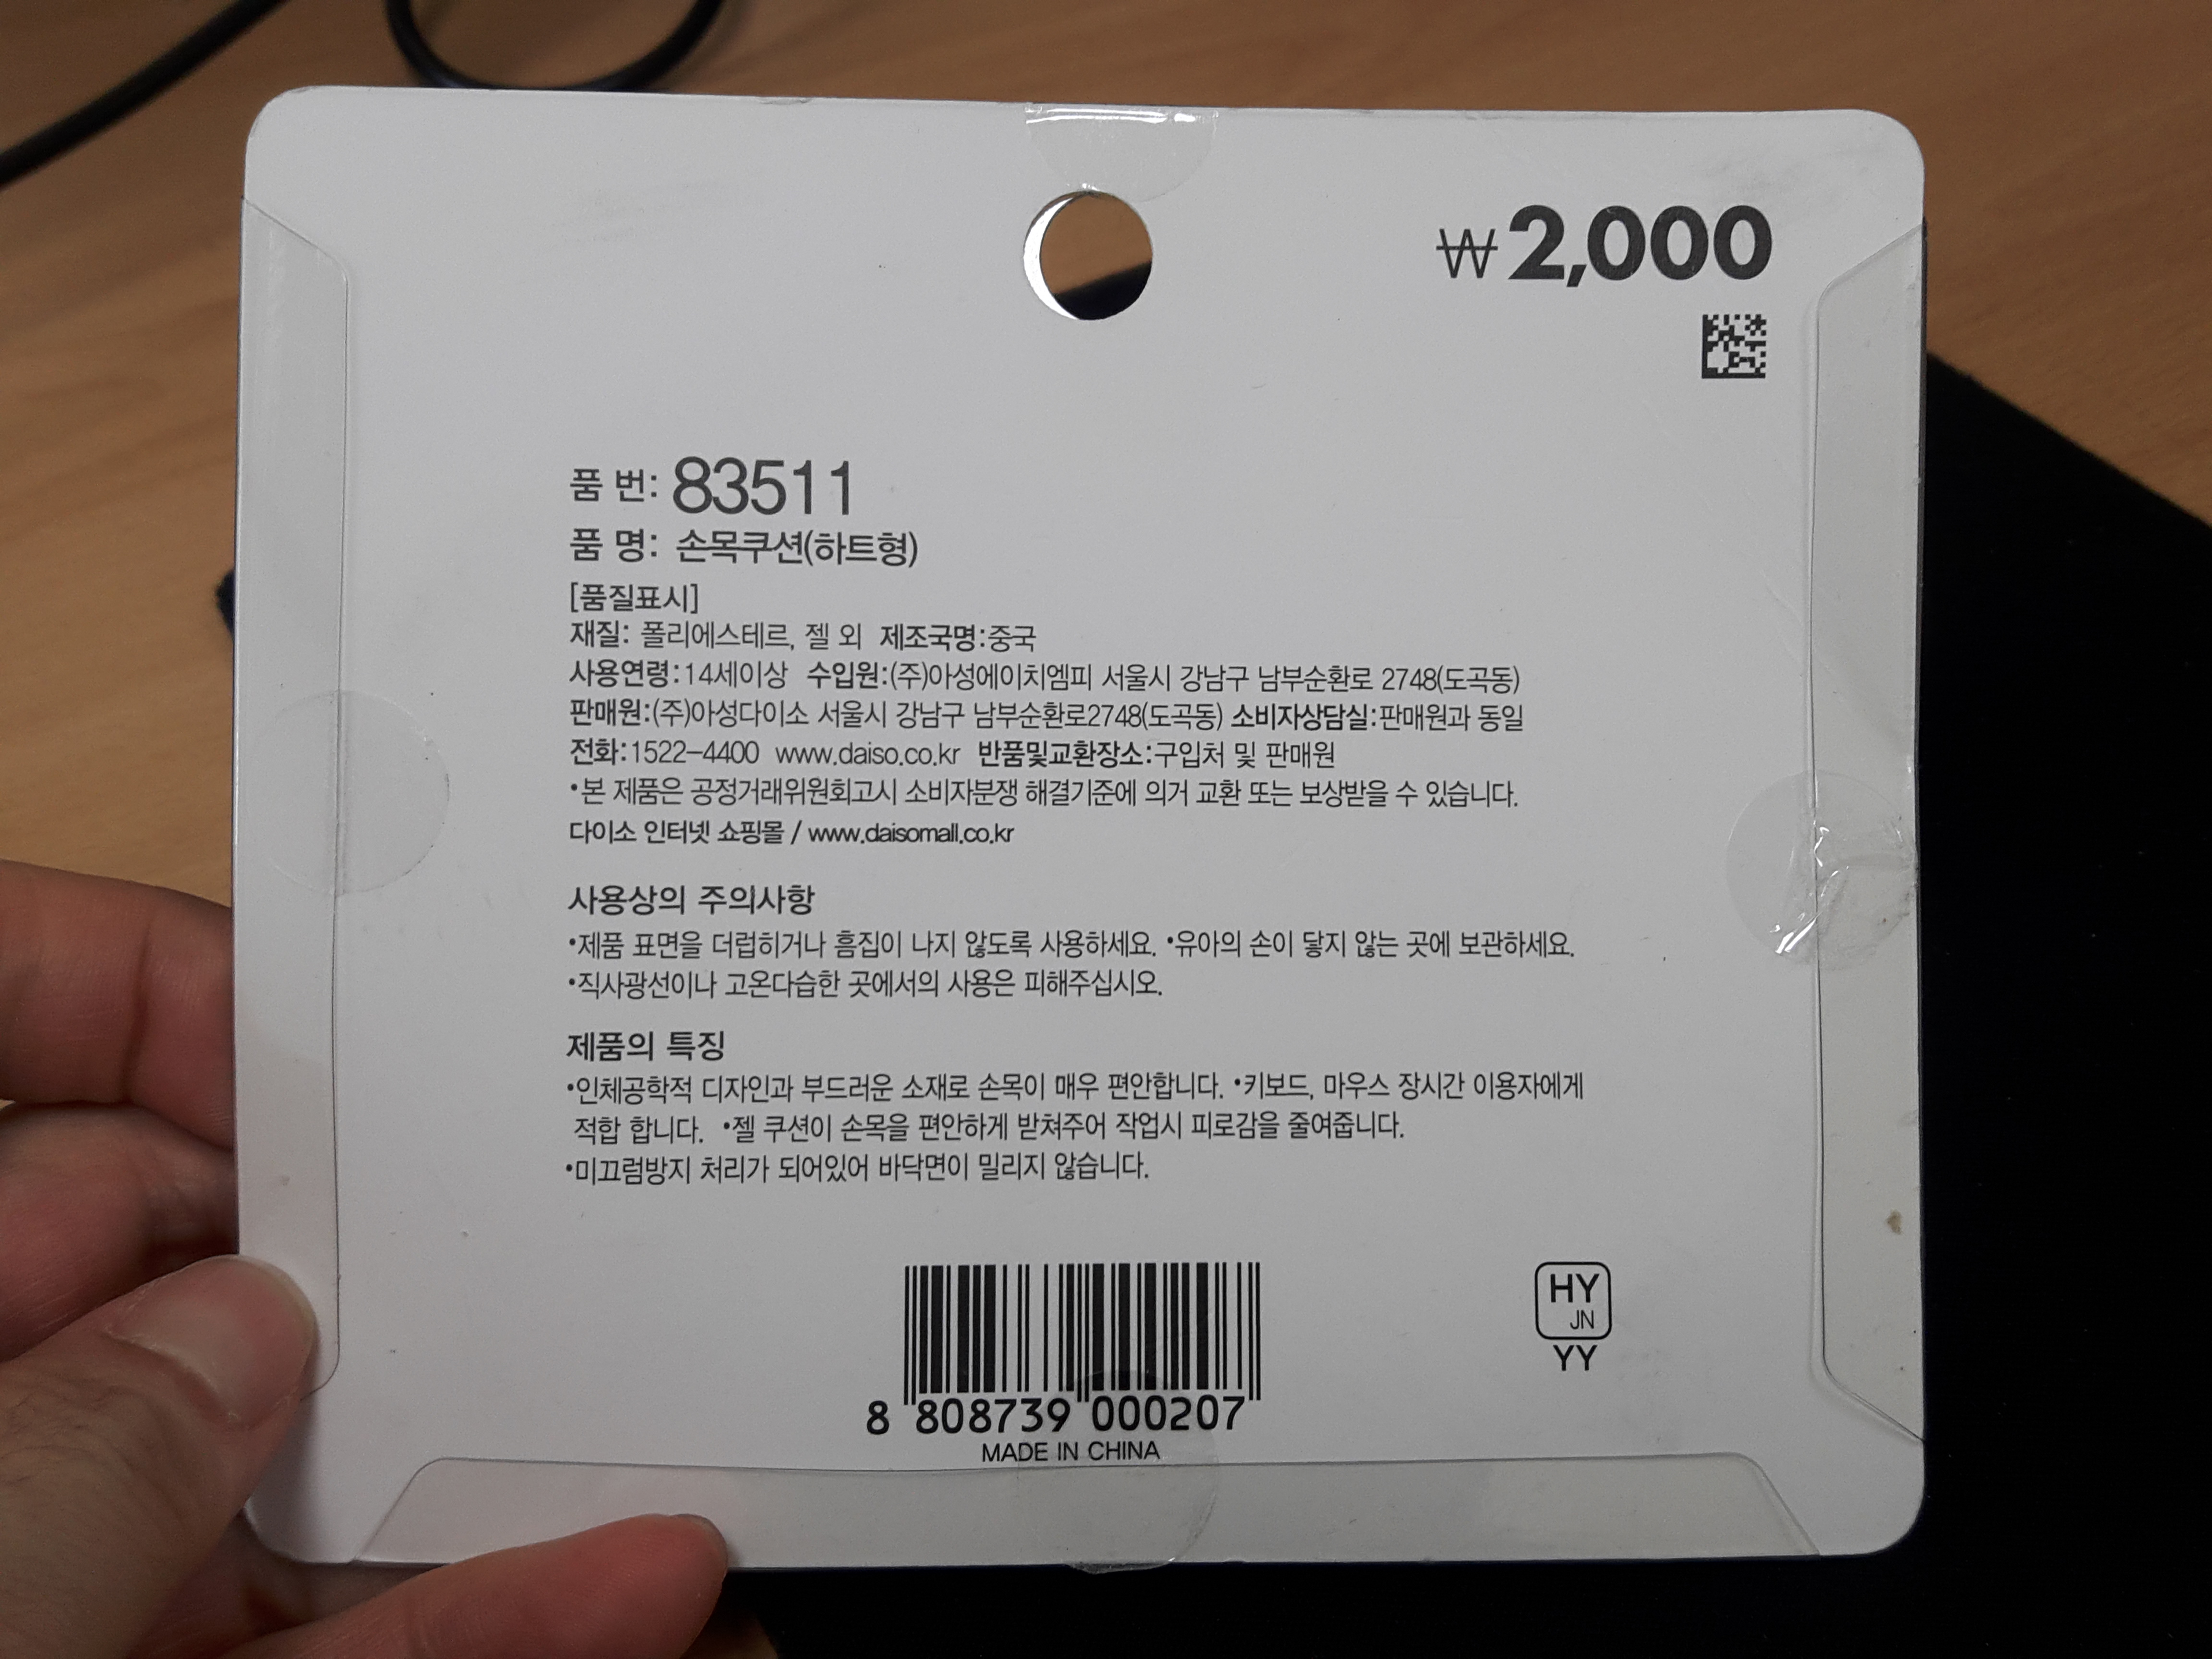 ₩2,000
품 번: 83511
품 명: 손목쿠션(하트형)
[품질표시]
재질: 폴리에스테르, 젤 외 제조국명:중국
사용연령:14세이상 수입원:(주)아성에이치엠피 서울시 강남구 남부순환로 2748(도곡동)
판매원:(주)아성다이소 서울시 강남구 남부순환로2748(도곡동) 소비자상담실:판매원과 동일
전화:1522-4400 www.daiso.co.kr 반품및교환장소:구입처 및 판매원
•본 제품은 공정거래위원회고시 소비자분쟁 해결기준에 의거 교환 또는 보상받을 수 있습니다.
다이소 인터넷 쇼핑몰 / www.daisomall.co.kr
사용상의 주의사항
•제품 표면을 더럽히거나 흠집이 나지 않도록 사용하세요. •유아의 손이 닿지 않는 곳에 보관하세요.
•직사광선이나 고온다습한 곳에서의 사용은 피해주십시오.
제품의 특징
•인체공학적 디자인과 부드러운 소재로 손목이 매우 편안합니다. •키보드, 마우스 장시간 이용자에게
적합 합니다. •젤 쿠션이 손목을 편안하게 받쳐주어 작업시 피로감을 줄여줍니다.
•미끄럼방지 처리가 되어있어 바닥면이 밀리지 않습니다.
HY
JN
YY
8 808739 000207
MADE IN CHINA